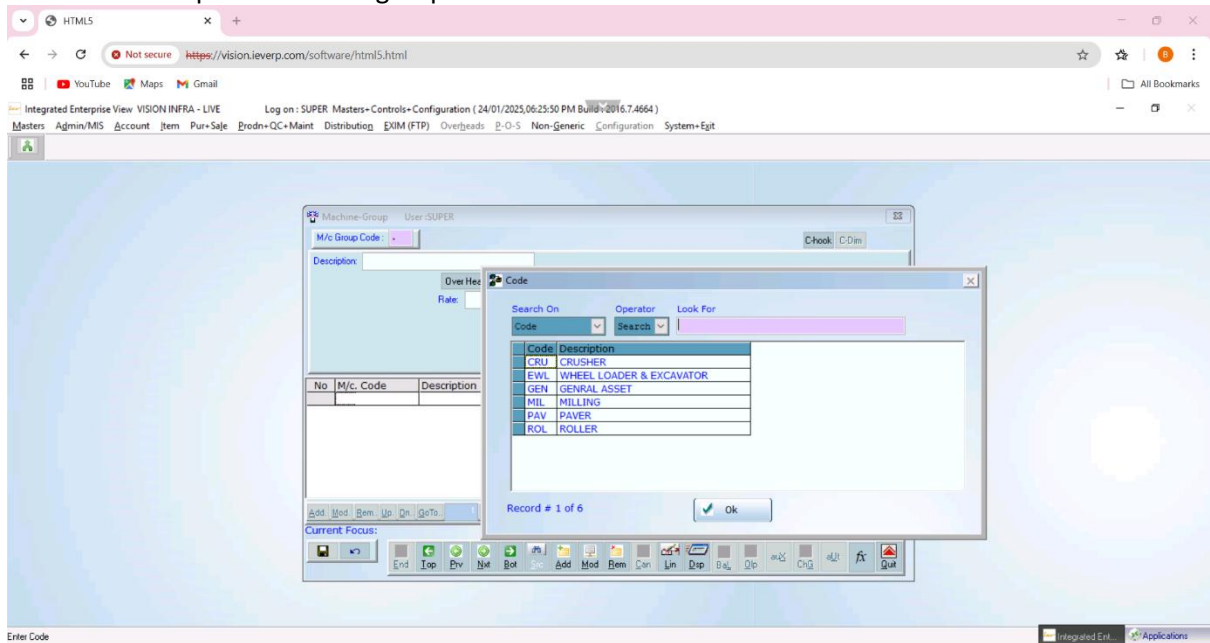 HTML5
Not secure https://vision.ieverp.com/software/html5.html
B
YouTube Maps Gmail All Bookmarks
Integrated Enterprise View VISION INFRA - LIVE Log on : SUPER Masters+Controls+Configuration ( 24/01/2025,06:25:50 PM Build : 2016.7.4664 )
Masters Admin/MIS Account Item Pur+Sale Prodn+QC+Maint Distribution EXIM (FTP) Overheads P-O-S Non-Generic Configuration System+Exit
Machine-Group User :SUPER
M/c Group Code : C-hook C-Dim
Description:
Over Hea
Rate:
Code
Search On Operator Look For
Code Search
Code Description
CRU CRUSHER
EWL WHEEL LOADER & EXCAVATOR
GEN GENRAL ASSET
MIL MILLING
PAV PAVER
ROL ROLLER
No M/c. Code Description
Record # 1 of 6 Ok
Add Mod Rem Up Dn GoTo.. 1
Current Focus:
End Top Prv Nxt Bot Src Add Mod Rem Can Lin Dsp Bal Dlp ChG fx Quit
Enter Code Integrated Ent... Applications